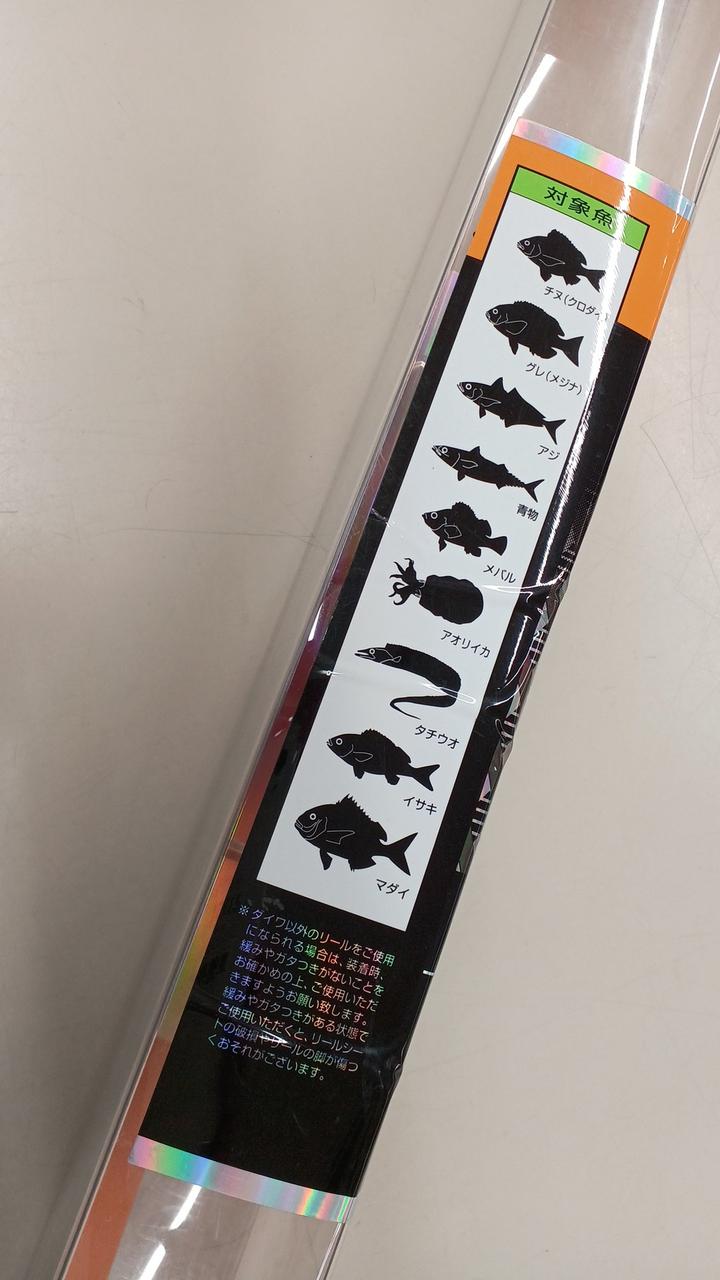 対象魚
チヌ(クロダイ)
グレ(メジナ)
アジ
青物
メバル
アオリイカ
タチウオ
イサキ
マダイ
※ ダイワ以外のリールをご使用
になられる場合は、装着時、
緩みやガタつきがないことを
お確かめの上、ご使用いただ
きますようお願い致します。
緩みやガタつきがある状態で
ご使用いただくと、リールシー
トの破損やリールの脚が傷つ
くおそれがございます。